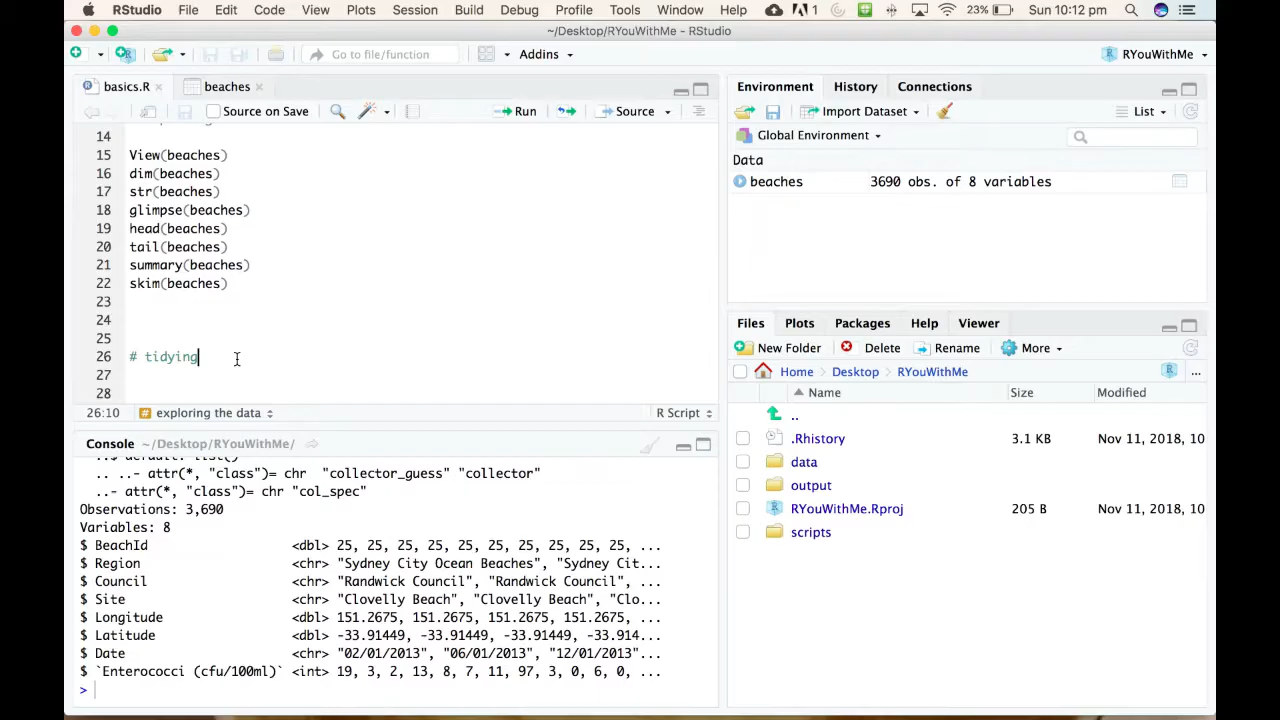 RStudio File Edit Code View Plots Session Build Debug Profile Tools Window Help 1 23% Sun 10:12 pm
~/Desktop/RYouWithMe - RStudio
Go to file/function Addins RYouWithMe
basics.R beaches
Source on Save Run Source
14
15 View(beaches)
16 dim(beaches)
17 str(beaches)
18 glimpse(beaches)
19 head(beaches)
20 tail(beaches)
21 summary(beaches)
22 skim(beaches)
23
24
25
26 # tidying
27
28
26:10 exploring the data R Script
Console ~/Desktop/RYouWithMe/
..$ default: list()
.. ..- attr(*, "class")= chr "collector_guess" "collector"
..- attr(*, "class")= chr "col_spec"
Observations: 3,690
Variables: 8
$ BeachId <dbl> 25, 25, 25, 25, 25, 25, 25, 25, 25, 25, ...
$ Region <chr> "Sydney City Ocean Beaches", "Sydney Cit...
$ Council <chr> "Randwick Council", "Randwick Council", ...
$ Site <chr> "Clovelly Beach", "Clovelly Beach", "Clo...
$ Longitude <dbl> 151.2675, 151.2675, 151.2675, 151.2675, ...
$ Latitude <dbl> -33.91449, -33.91449, -33.91449, -33.914...
$ Date <chr> "02/01/2013", "06/01/2013", "12/01/2013"...
$ `Enterococci (cfu/100ml)` <int> 19, 3, 2, 13, 8, 7, 11, 97, 3, 0, 6, 0, ...
>
Environment History Connections
Import Dataset List
Global Environment
Data
beaches 3690 obs. of 8 variables
Files Plots Packages Help Viewer
New Folder Delete Rename More
Home Desktop RYouWithMe ...
Name Size Modified
..
.Rhistory 3.1 KB Nov 11, 2018, 10
data
output
RYouWithMe.Rproj 205 B Nov 11, 2018, 10
scripts